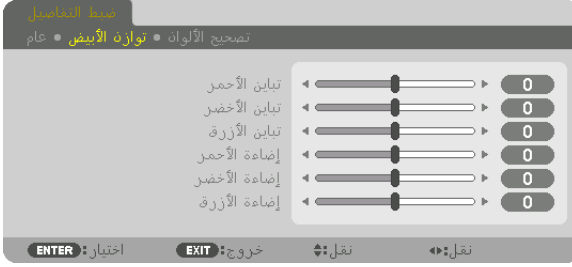 ضبط التفاصيل
عام ● توازن الأبيض ● تصحيح الألوان
تباين الأحمر 0
تباين الأخضر 0
تباين الأزرق 0
إضاءة الأحمر 0
إضاءة الأخضر 0
إضاءة الأزرق 0
ENTER: اختيار EXIT: خروج نقل: نقل: